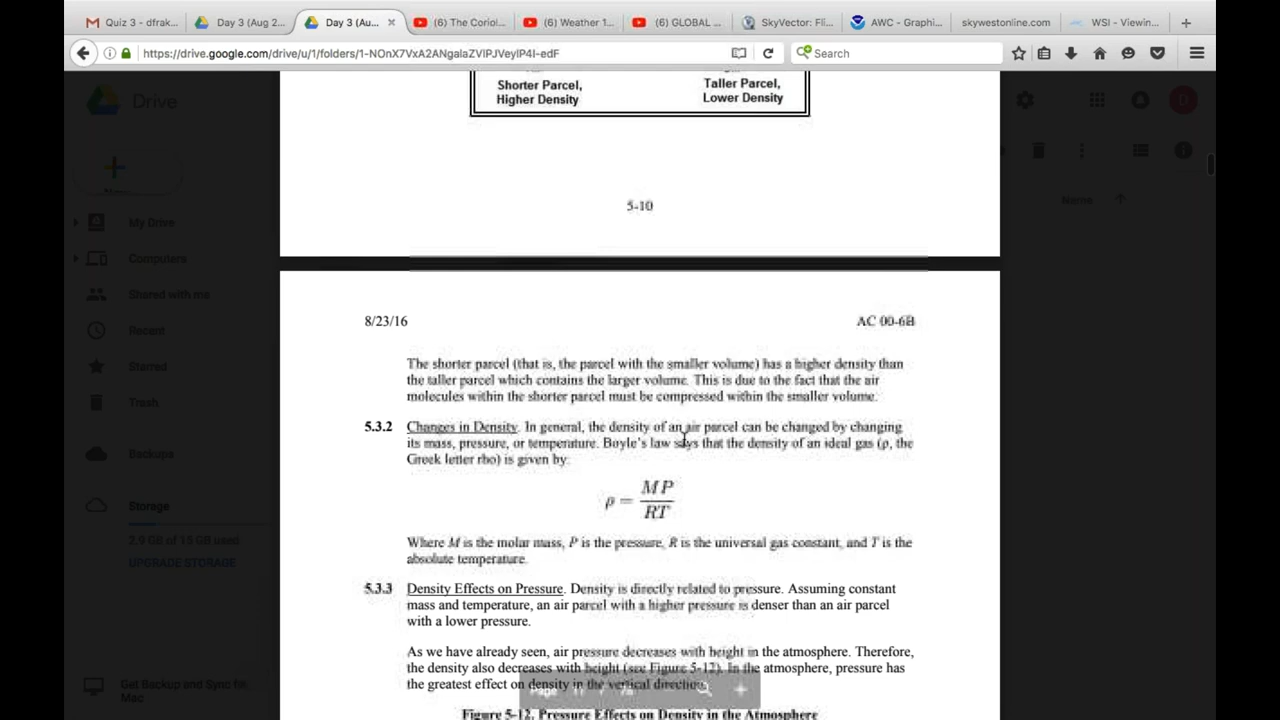 Quiz 3 - dfrak...
Day 3 (Aug 2...
Day 3 (Au...
(6) The Coriol...
(6) Weather 1...
(6) GLOBAL ...
SkyVector: Fli...
AWC - Graphi...
skywestonline.com
WSI - Viewin...
https://drive.google.com/drive/u/1/folders/1-NOnX7VxA2ANgalaZVIPJVeylP4I-edF
Search
Drive
My Drive
Computers
Shared with me
Recent
Starred
Trash
Backups
Storage
2.9 GB of 15 GB used
UPGRADE STORAGE
Get Backup and Sync for
Mac
Name
Shorter Parcel,
Higher Density
Taller Parcel,
Lower Density
5-10
8/23/16
AC 00-6B
The shorter parcel (that is, the parcel with the smaller volume) has a higher density than
the taller parcel which contains the larger volume. This is due to the fact that the air
molecules within the shorter parcel must be compressed within the smaller volume.
5.3.2 Changes in Density. In general, the density of an air parcel can be changed by changing
its mass, pressure, or temperature. Boyle's law says that the density of an ideal gas (ρ, the
Greek letter rho) is given by:
ρ = MP / RT
Where M is the molar mass, P is the pressure, R is the universal gas constant, and T is the
absolute temperature.
5.3.3 Density Effects on Pressure. Density is directly related to pressure. Assuming constant
mass and temperature, an air parcel with a higher pressure is denser than an air parcel
with a lower pressure.
As we have already seen, air pressure decreases with height in the atmosphere. Therefore,
the density also decreases with height (see Figure 5-12). In the atmosphere, pressure has
the greatest effect on density in the vertical direction.
Page
Figure 5-12. Pressure Effects on Density in the Atmosphere